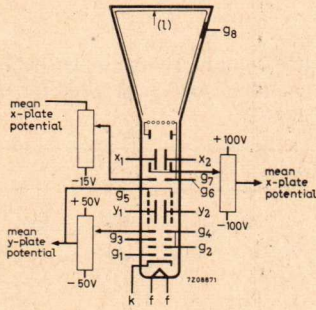 (l)
g8
mean
x-plate
potential
x1
x2
+100V
-15V
g7
g6
mean
x-plate
potential
g5
+50V
y1
y2
-100V
mean
y-plate
potential
g4
g3
g2
g1
-50V
k
f
f
7Z08871